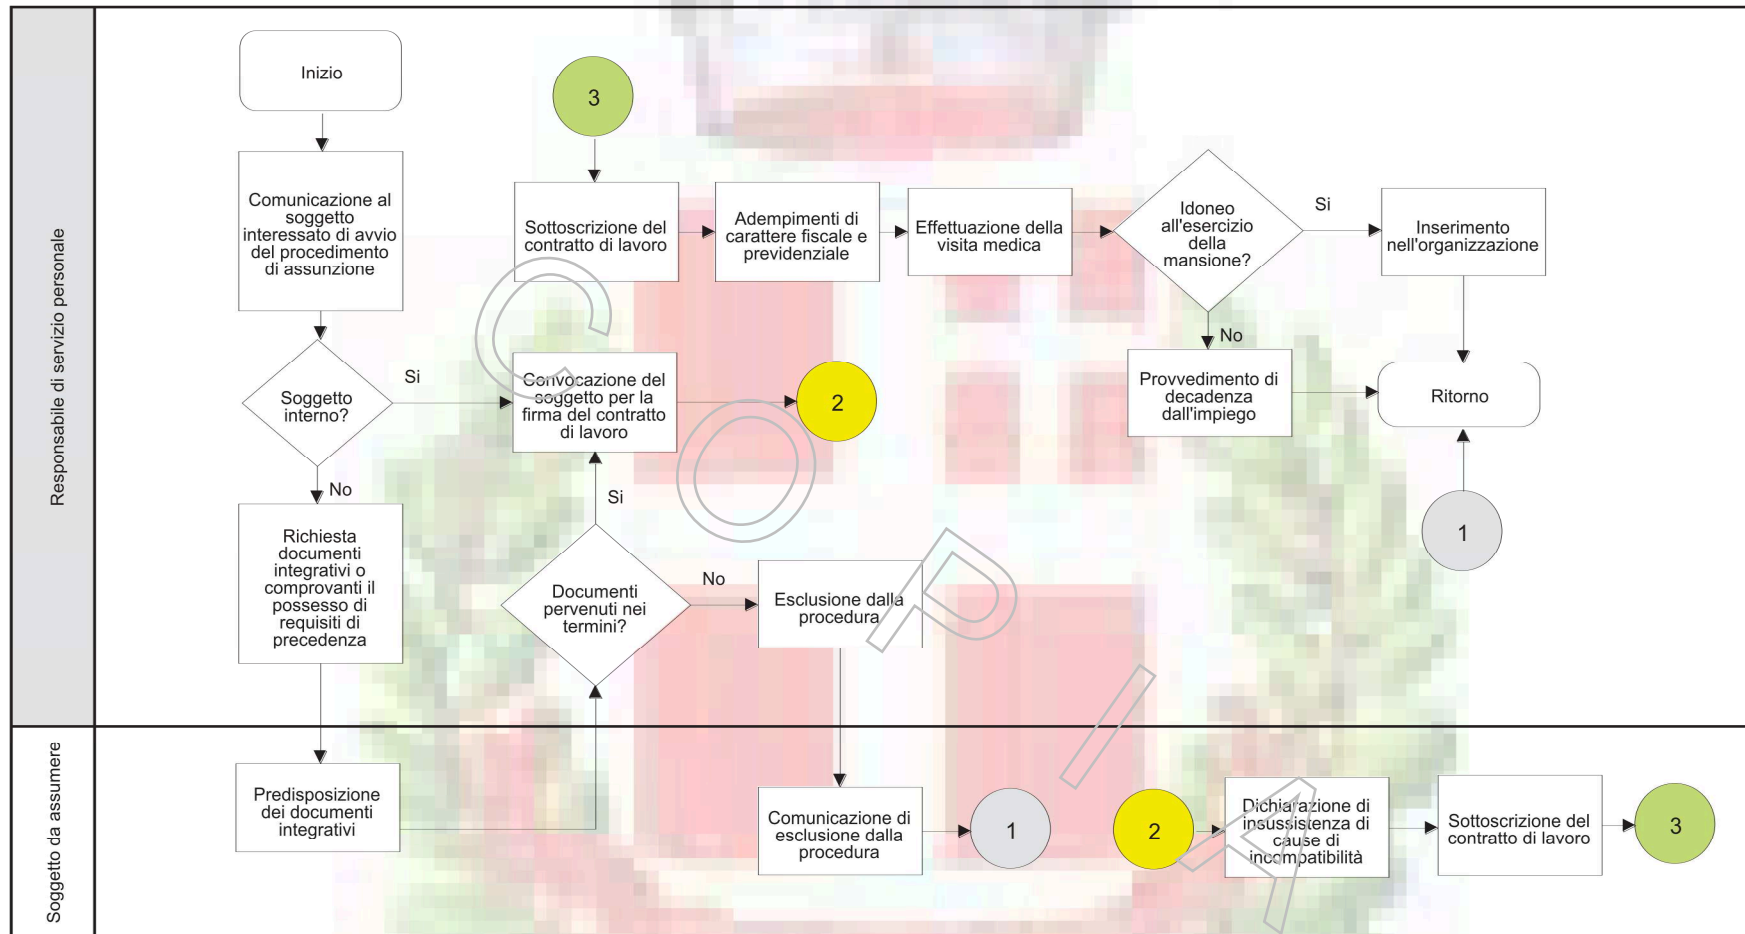 Responsabile di servizio personale
Inizio
3
Comunicazione al
soggetto
interessato di avvio
del procedimento
di assunzione
Sottoscrizione del
contratto di lavoro
Adempimenti di
carattere fiscale e
previdenziale
Effettuazione della
visita medica
Idoneo
all'esercizio
della
mansione?
Si
Inserimento
nell'organizzazione
No
Soggetto
interno?
Si
Convocazione del
soggetto per la
firma del contratto
di lavoro
2
Provvedimento di
decadenza
dall'impiego
Ritorno
No
Si
1
Richiesta
documenti
integrativi o
comprovanti il
possesso di
requisiti di
precedenza
Documenti
pervenuti nei
termini?
No
Esclusione dalla
procedura
Soggetto da assumere
Predisposizione
dei documenti
integrativi
Comunicazione di
esclusione dalla
procedura
1
2
Dichiarazione di
insussistenza di
cause di
incompatibilità
Sottoscrizione del
contratto di lavoro
3
COPIA